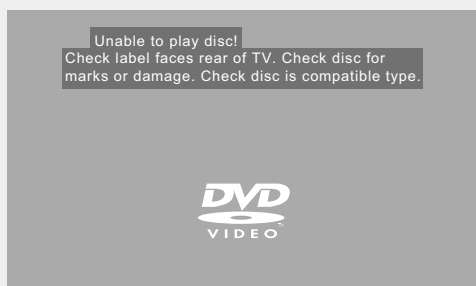 Unable to play disc!
Check label faces rear of TV. Check disc for
marks or damage. Check disc is compatible type.
DVD
VIDEO
TM